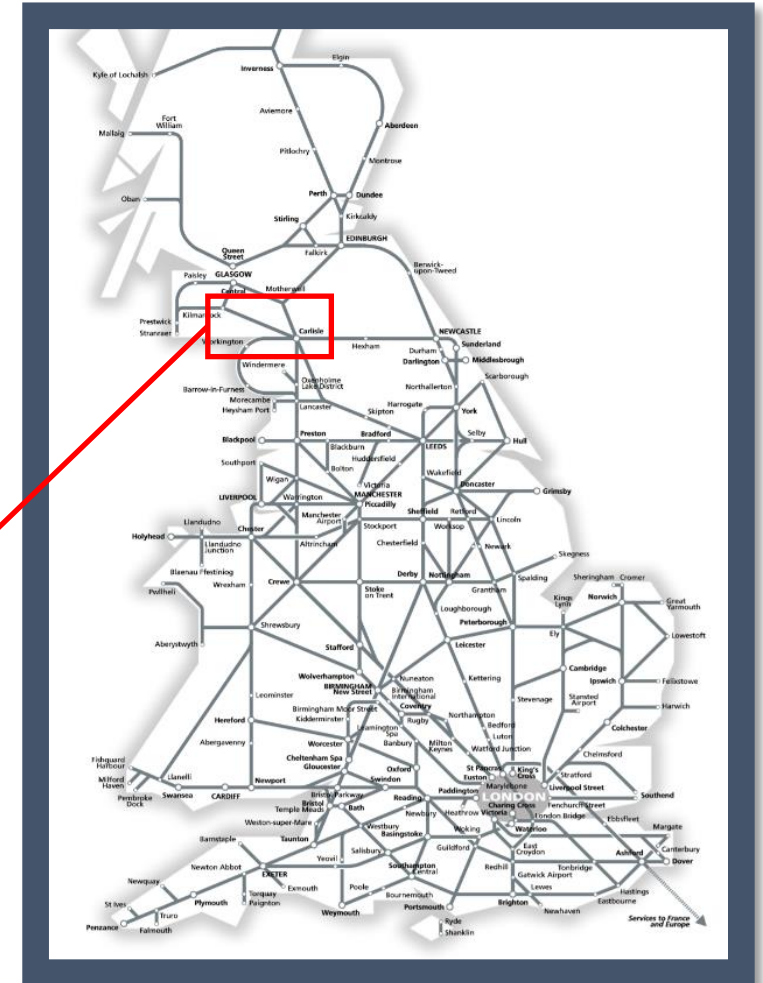 Elgin
Inverness
Kyle of Lochalsh
Aviemore
Fort
William
Aberdeen
Mallaig
Pitlochry
Montrose
Oban
Perth
Dundee
Stirling
Kirkcaldy
EDINBURGH
Queen
Street
Falkirk
GLASGOW
Central
Berwick-
upon-Tweed
Paisley
Motherwell
Kilmarnock
Prestwick
Stranraer
Carlisle
NEWCASTLE
Workington
Hexham
Sunderland
Durham
Darlington
Middlesbrough
Windermere
Oxenholme
Lake District
Scarborough
Barrow-in-Furness
Northallerton
Morecambe
Heysham Port
Lancaster
Harrogate
Skipton
York
Preston
Bradford
Selby
Blackpool
Blackburn
LEEDS
Hull
Huddersfield
Southport
Bolton
Wakefield
Wigan
Victoria
MANCHESTER
Piccadilly
Doncaster
Grimsby
LIVERPOOL
Warrington
Manchester
Airport
Sheffield
Retford
Llandudno
Stockport
Worksop
Lincoln
Holyhead
Chester
Llandudno
Junction
Altrincham
Chesterfield
Newark
Skegness
Blaenau Ffestiniog
Crewe
Derby
Nottingham
Spalding
Sheringham
Cromer
Pwllheli
Wrexham
Stoke
on Trent
Grantham
Kings
Lynn
Norwich
Great
Yarmouth
Loughborough
Shrewsbury
Peterborough
Ely
Lowestoft
Aberystwyth
Stafford
Leicester
Wolverhampton
Cambridge
BIRMINGHAM
New Street
Nuneaton
Kettering
Ipswich
Felixstowe
Birmingham
International
Leominster
Coventry
Stevenage
Stansted
Airport
Harwich
Birmingham Moor Street
Kidderminster
Rugby
Northampton
Hereford
Leamington
Spa
Bedford
Colchester
Abergavenny
Worcester
Banbury
Milton
Keynes
Luton
Watford Junction
Chelmsford
Fishguard
Harbour
Cheltenham Spa
Gloucester
Oxford
St Pancras
King's
Cross
Euston
Stratford
Milford
Haven
Llanelli
Newport
Swindon
Marylebone
Liverpool Street
Pembroke
Dock
Swansea
CARDIFF
Bristol Parkway
Paddington
LONDON
Southend
Bristol
Temple Meads
Bath
Reading
Charing Cross
Fenchurch Street
Newbury
Heathrow
Victoria
London Bridge
Ebbsfleet
Weston-super-Mare
Westbury
Basingstoke
Woking
Waterloo
Margate
Barnstaple
Taunton
Salisbury
Guildford
East
Croydon
Canterbury
Ashford
Dover
Newton Abbot
Yeovil
Southampton
Central
Redhill
Gatwick Airport
Tonbridge
EXETER
Newquay
Exmouth
Poole
Bournemouth
Lewes
Hastings
Eastbourne
St Ives
Plymouth
Torquay
Paignton
Portsmouth
Brighton
Newhaven
Truro
Weymouth
Penzance
Falmouth
Ryde
Shanklin
Services to France
and Europe